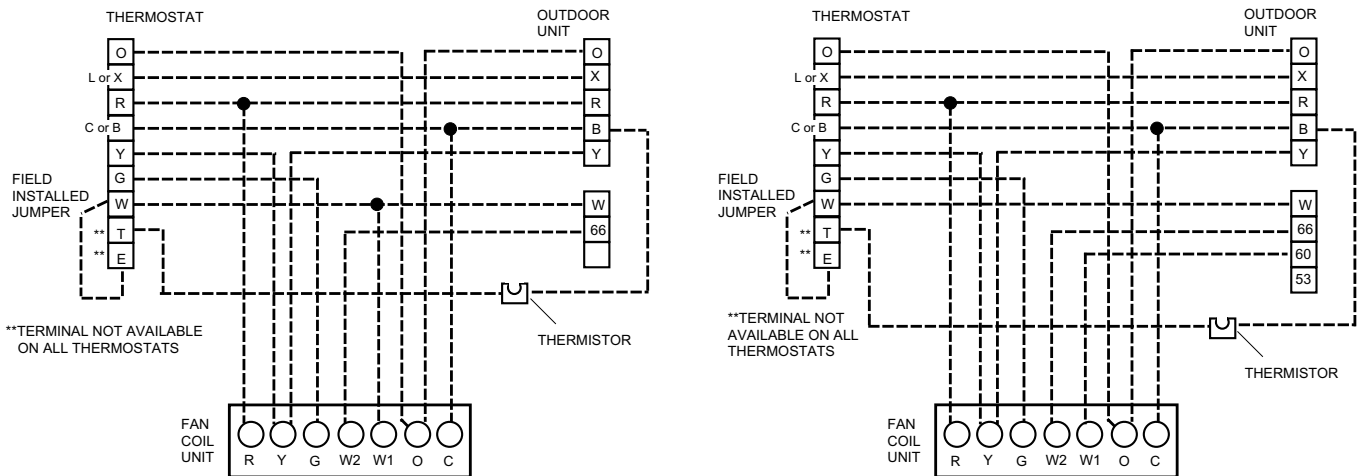 THERMOSTAT
OUTDOOR
UNIT
O
L or X
R
C or B
Y
G
W
** T
** E
O
X
R
B
Y
W
66
FIELD
INSTALLED
JUMPER
**TERMINAL NOT AVAILABLE
ON ALL THERMOSTATS
THERMISTOR
FAN
COIL
UNIT
R Y G W2 W1 O C
THERMOSTAT
OUTDOOR
UNIT
O
L or X
R
C or B
Y
G
W
** T
** E
O
X
R
B
Y
W
66
60
53
FIELD
INSTALLED
JUMPER
**TERMINAL NOT
AVAILABLE ON ALL
THERMOSTATS
THERMISTOR
FAN
COIL
UNIT
R Y G W2 W1 O C